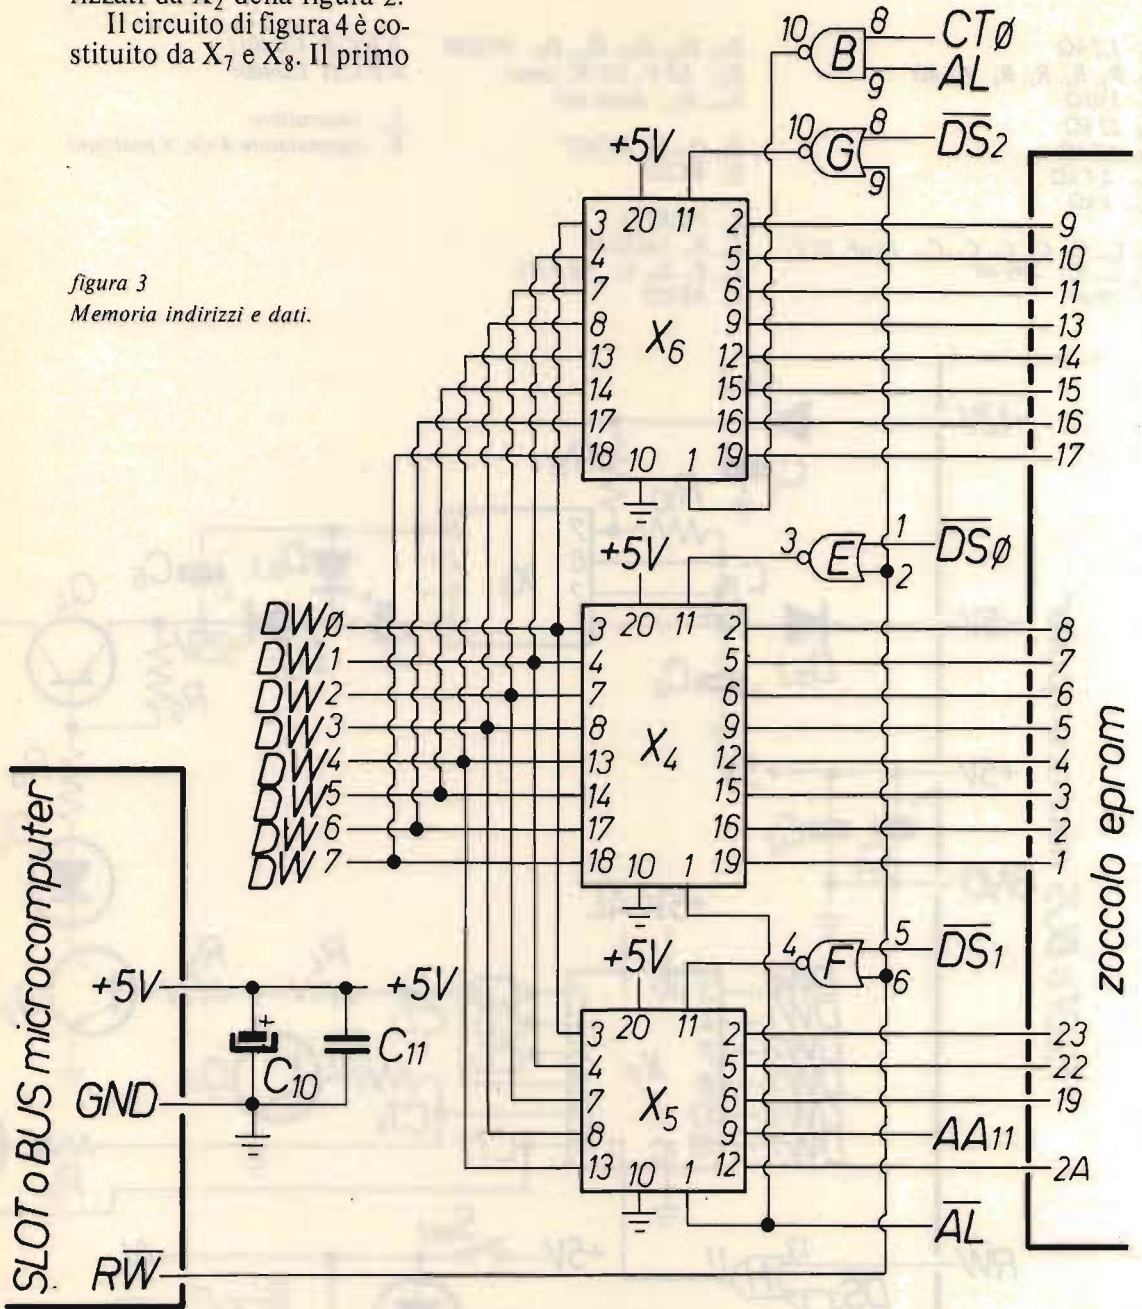 rizzati da X2 della figura 2.
Il circuito di figura 4 è co-
stituito da X7 e X8. Il primo
figura 3
Memoria indirizzi e dati.
10 B 8 CTØ
9 AL
+5V 10 G 8 DS2
9
3 20 11 2 9
4 5 10
7 6 11
8 9 13
13 X6 12 14
14 15 15
17 16 16
18 10 1 19 17
+5V 3 E 1 DSØ
2
DWØ 3 20 11 2 8
DW1 4 5 7
DW2 7 6 6
DW3 8 9 5
DW4 13 X4 12 4
DW5 14 15 3
DW6 17 16 2
DW7 18 10 1 19 1
zoccolo eprom
+5V 4 F 5 DS1
6
3 20 11 2 23
4 5 22
7 X5 6 19
8 9 AA11
13 10 1 12 2A
AL
SLOT o BUS microcomputer
+5V +5V
+
C10 C11
GND
RW